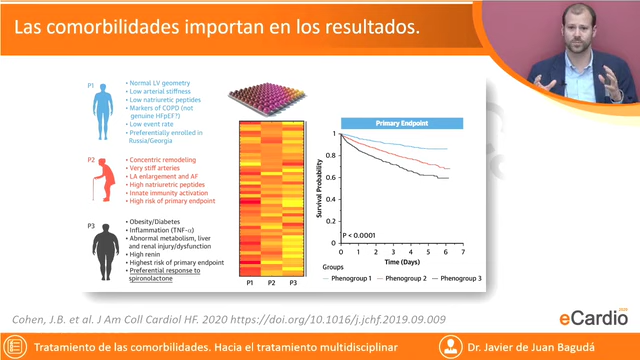 Las comorbilidades importan en los resultados.
P1
• Normal LV geometry
• Low arterial stiffness
• Low natriuretic peptides
• Markers of COPD (not
genuine HFpEF?)
• Low event rate
• Preferentially enrolled in
Russia/Georgia
P2
• Concentric remodeling
• Very stiff arteries
• LA enlargement and AF
• High natriuretic peptides
• Innate immunity activation
• High risk of primary endpoint
P3
• Obesity/Diabetes
• Inflammation (TNF-α)
• Abnormal metabolism, liver
and renal injury/dysfunction
• High renin
• Highest risk of primary endpoint
• Preferential response to
spironolactone
P1 P2 P3
Primary Endpoint
Survival Probability
1
0.8
0.6
0.4
0.2
0
P < 0.0001
0 1 2 3 4 5 6 7
Time (Days)
Groups
Phenogroup 1 Phenogroup 2 Phenogroup 3
Cohen, J.B. et al. J Am Coll Cardiol HF. 2020 https://doi.org/10.1016/j.jchf.2019.09.009
eCardio
Tratamiento de las comorbilidades. Hacia el tratamiento multidisciplinar
Dr. Javier de Juan Bagudá